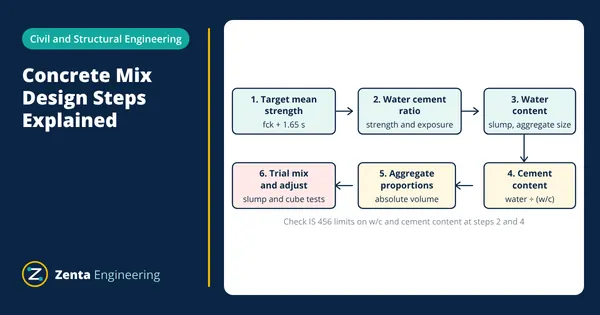 Civil and Structural Engineering
Concrete Mix
Design Steps
Explained
1. Target mean
strength
fck + 1.65 s
2. Water cement
ratio
strength and exposure
3. Water
content
slump, aggregate size
4. Cement
content
water ÷ (w/c)
5. Aggregate
proportions
absolute volume
6. Trial mix
and adjust
slump and cube tests
Check IS 456 limits on w/c and cement content at steps 2 and 4
Zenta Engineering